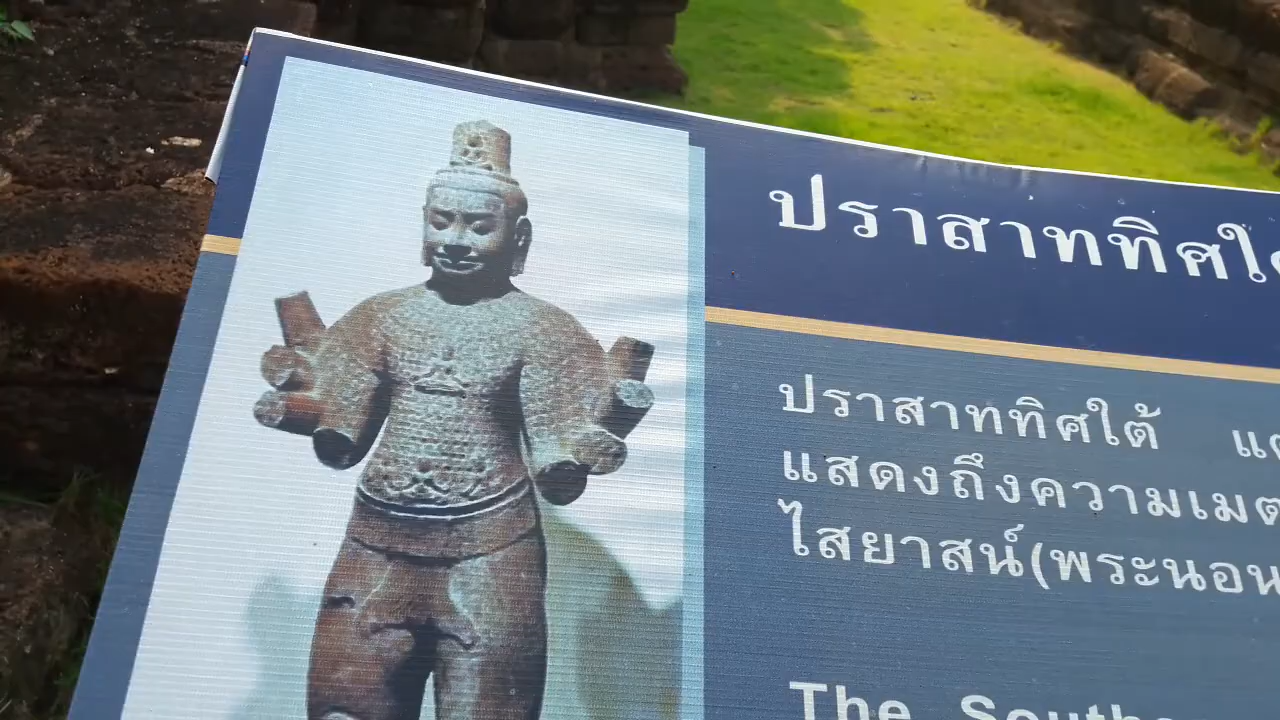 ปราสาททิศใต้
ปราสาททิศใต้
แสดงถึงความเมต
ไสยาสน์(พระนอน
The South